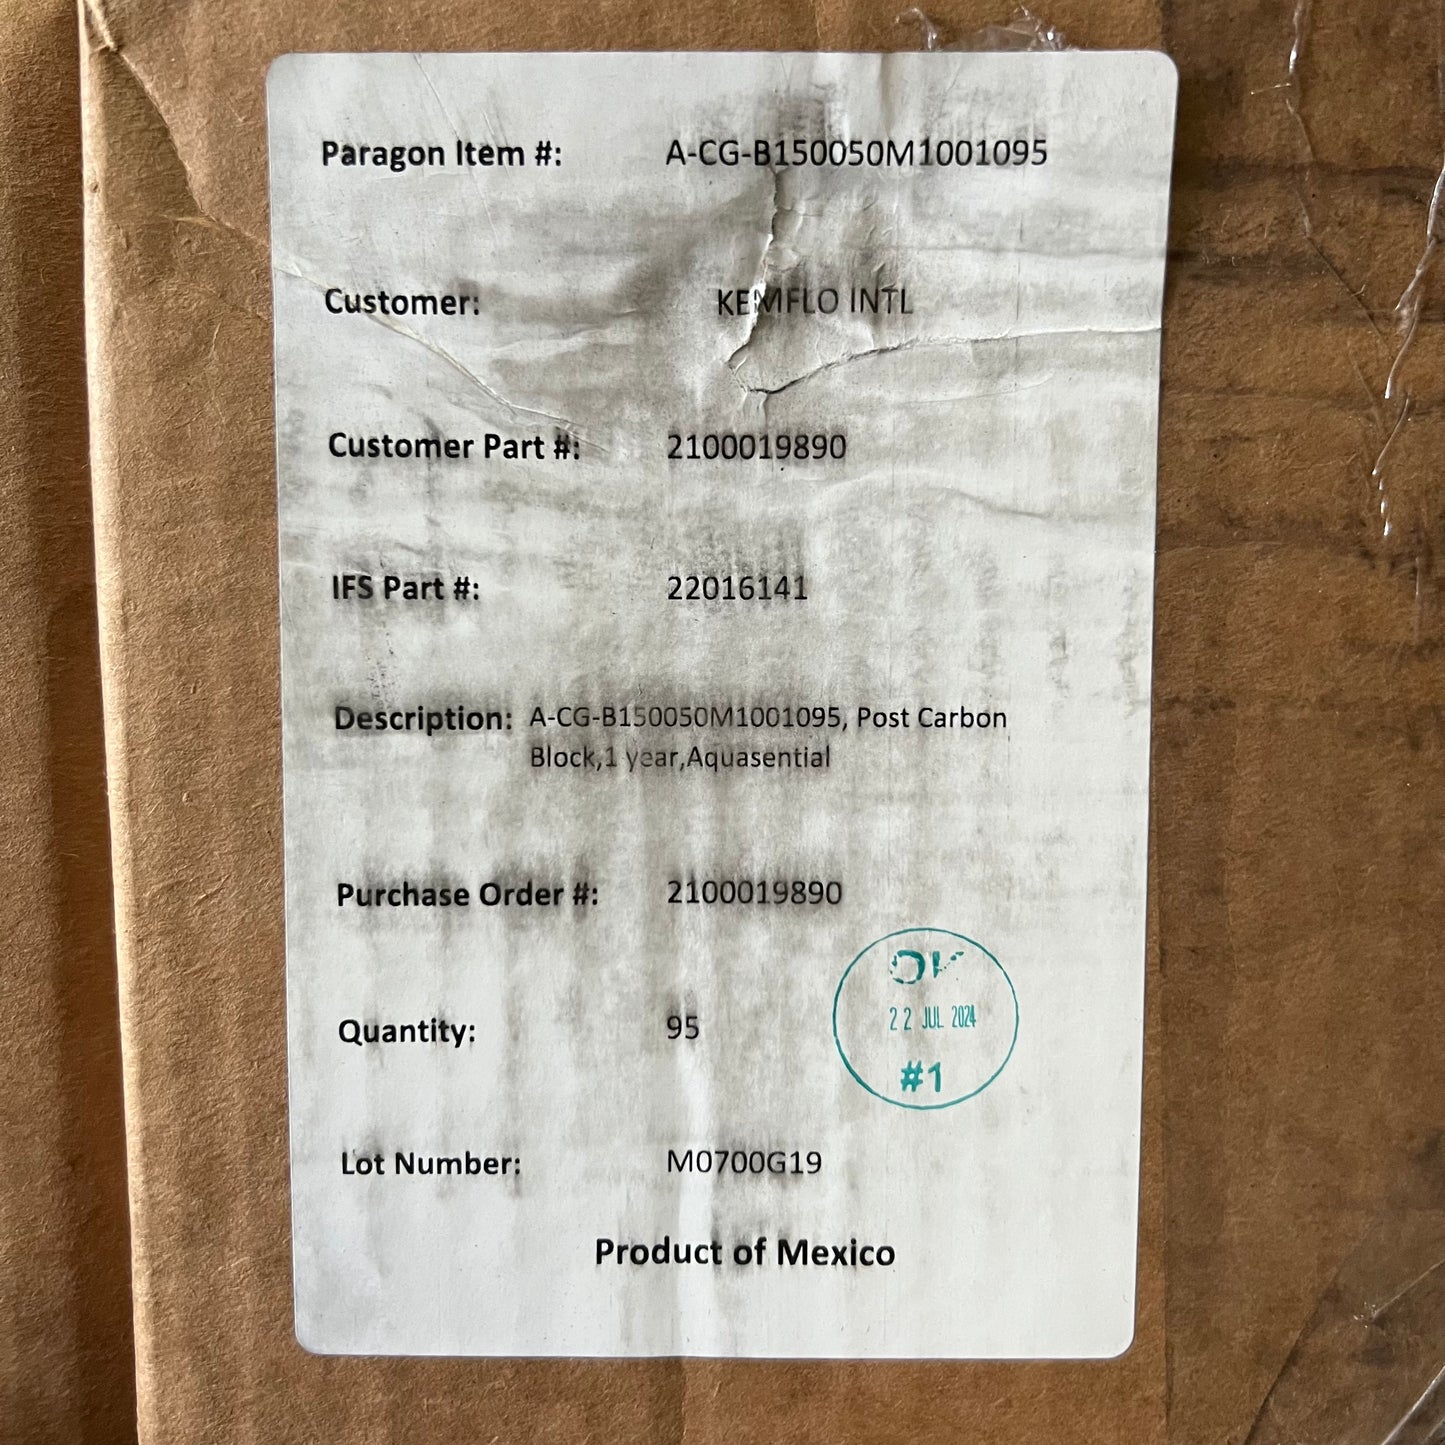 Paragon Item #: A-CG-B150050M1001095
Customer: KEMFLO INTL
Customer Part #: 2100019890
IFS Part #: 22016141
Description: A-CG-B150050M1001095, Post Carbon
Block,1 year,Aquasential
Purchase Order #: 2100019890
OK
22 JUL 2024
#1
Quantity: 95
Lot Number: M0700G19
Product of Mexico